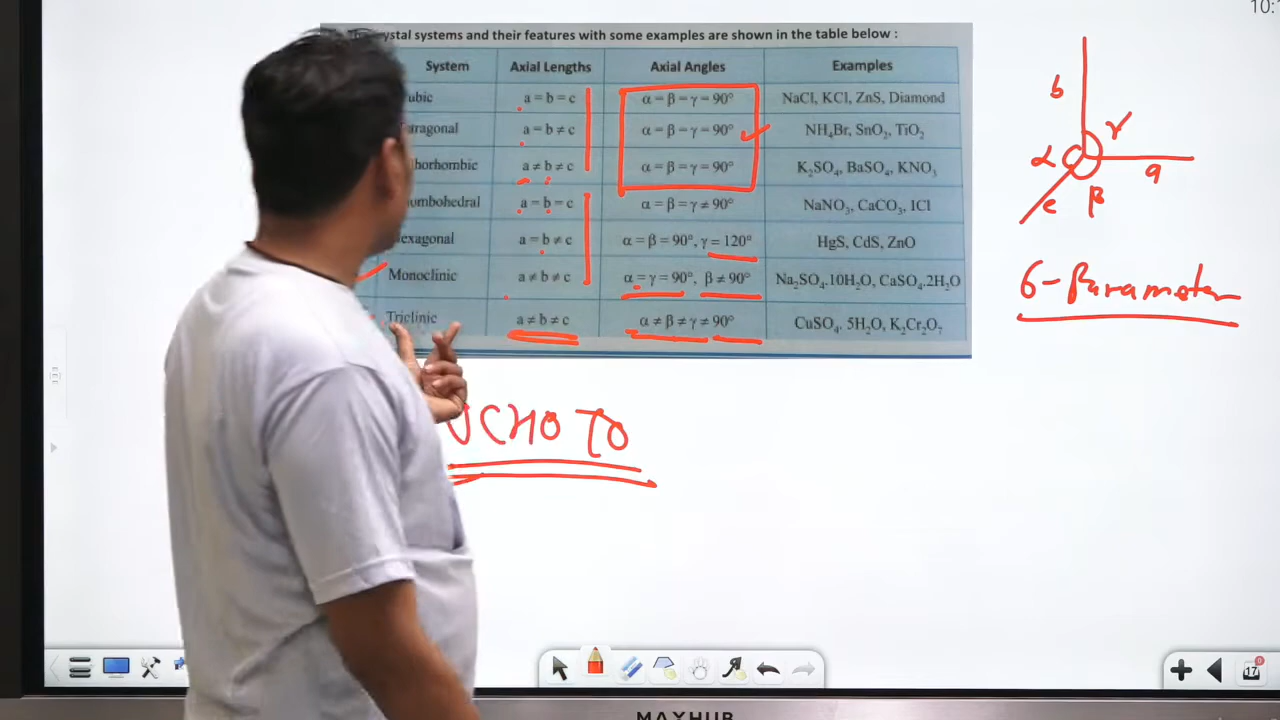 10:
crystal systems and their features with some examples are shown in the table below :
System Axial Lengths Axial Angles Examples
ubic a = b = c α = β = γ = 90° NaCl, KCl, ZnS, Diamond
tragonal a = b ≠ c α = β = γ = 90° NH₄Br, SnO₂, TiO₂
horhombic a ≠ b ≠ c α = β = γ = 90° K₂SO₄, BaSO₄, KNO₃
ombohedral a = b = c α = β = γ ≠ 90° NaNO₃, CaCO₃, ICl
exagonal a = b ≠ c α = β = 90°, γ = 120° HgS, CdS, ZnO
Monoclinic a ≠ b ≠ c α = γ = 90°, β ≠ 90° Na₂SO₄.10H₂O, CaSO₄.2H₂O
Triclinic a ≠ b ≠ c α ≠ β ≠ γ ≠ 90° CuSO₄. 5H₂O, K₂Cr₂O₇
b
γ
α
a
c
β
6-Parameter
CHO TO
17
MAXHUB